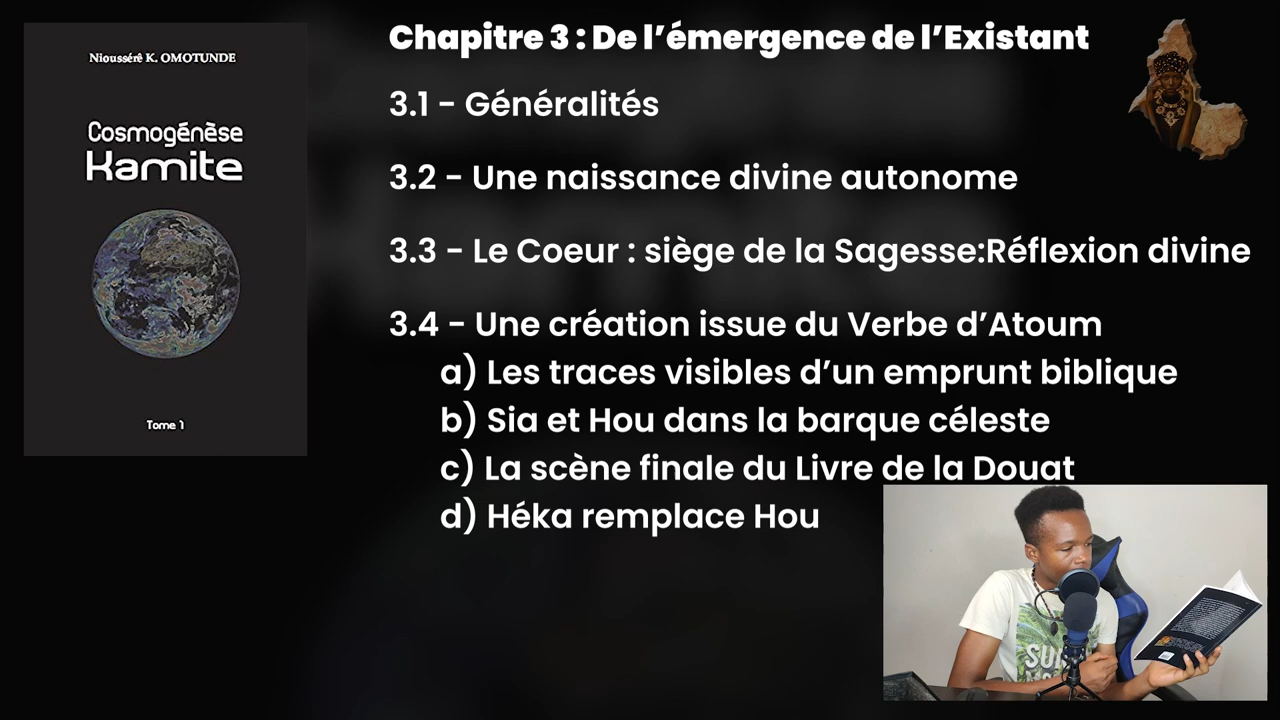 Nioussérê K. OMOTUNDE
Cosmogénèse
Kamite
Tome 1
Chapitre 3 : De l’émergence de l’Existant
3.1 - Généralités
3.2 - Une naissance divine autonome
3.3 - Le Coeur : siège de la Sagesse:Réflexion divine
3.4 - Une création issue du Verbe d’Atoum
a) Les traces visibles d’un emprunt biblique
b) Sia et Hou dans la barque céleste
c) La scène finale du Livre de la Douat
d) Héka remplace Hou